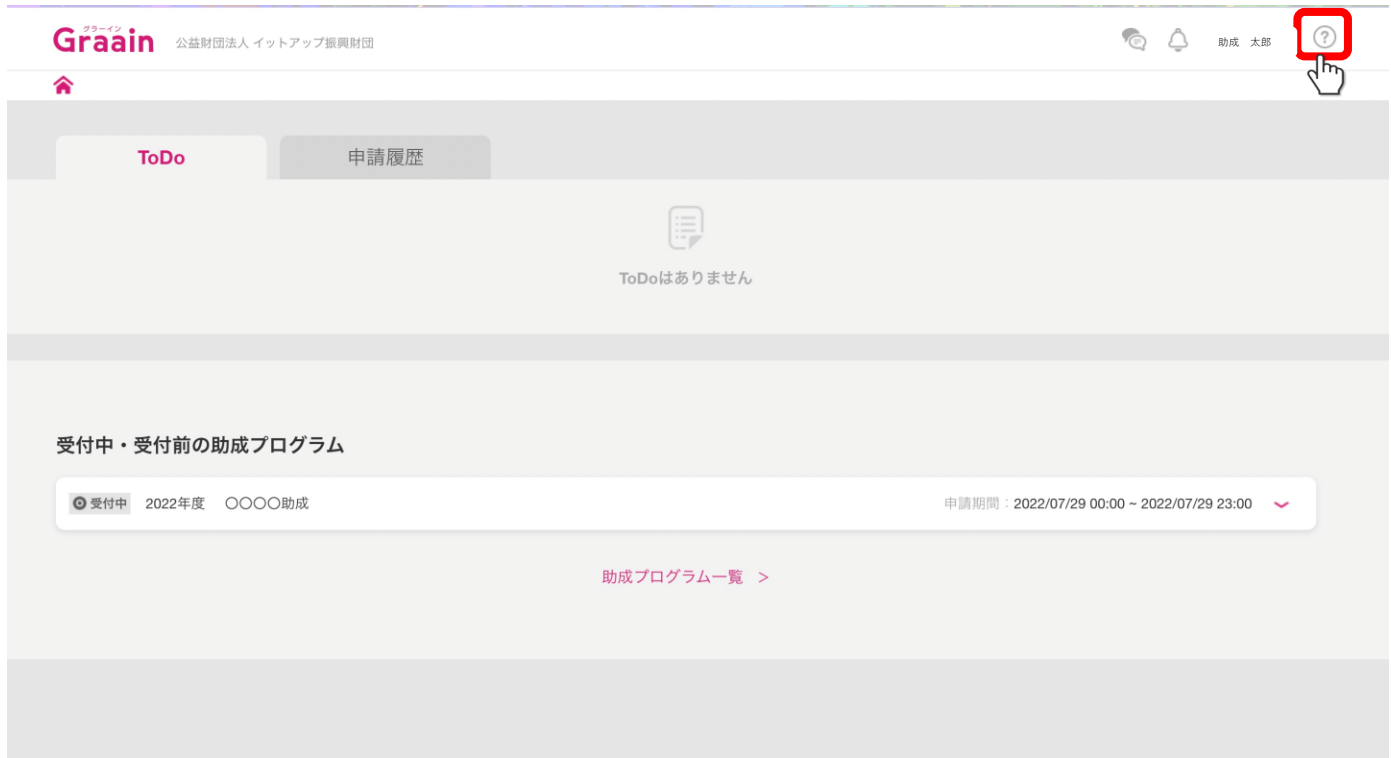 グラーイン
Graain 公益財団法人 イットアップ振興財団
助成 太郎
?
ToDo
申請履歴
ToDoはありません
受付中・受付前の助成プログラム
受付中 2022年度 〇〇〇〇助成 申請期間：2022/07/29 00:00 ~ 2022/07/29 23:00
助成プログラム一覧 >